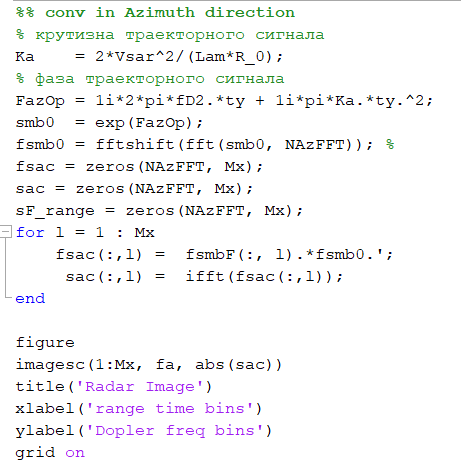 %% conv in Azimuth direction
% крутизна траекторного сигнала
Ka    = 2*Vsar^2/(Lam*R_0);
% фаза траекторного сигнала
FazOp = 1i*2*pi*fD2.*ty + 1i*pi*Ka.*ty.^2;
smb0  = exp(FazOp);
fsmb0 = fftshift(fft(smb0, NAzFFT)); %
fsac = zeros(NAzFFT, Mx);
sac = zeros(NAzFFT, Mx);
sF_range = zeros(NAzFFT, Mx);
for l = 1 : Mx
    fsac(:,l) =  fsmbF(:, l).*fsmb0.';
     sac(:,l) =  ifft(fsac(:,l));
end

figure
imagesc(1:Mx, fa, abs(sac))
title('Radar Image')
xlabel('range time bins')
ylabel('Dopler freq bins')
grid on